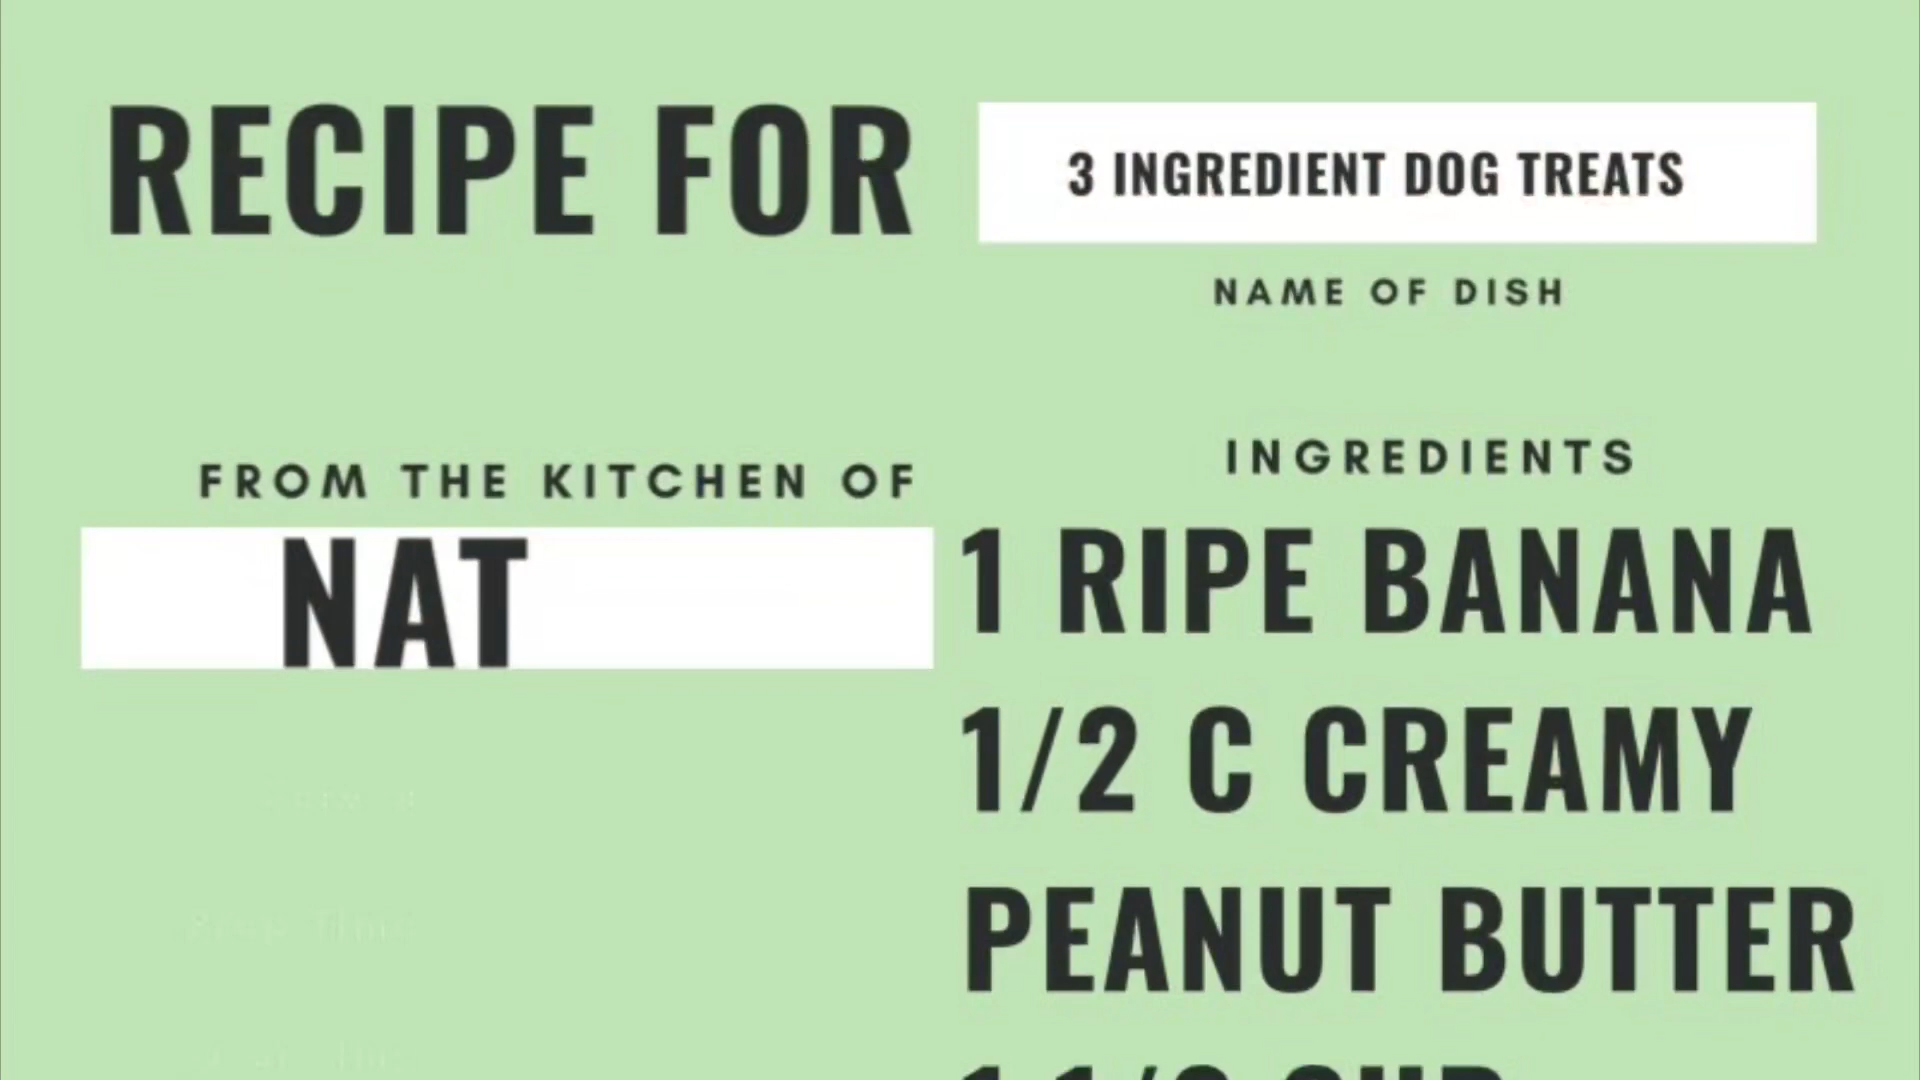 RECIPE FOR
3 INGREDIENT DOG TREATS
NAME OF DISH
FROM THE KITCHEN OF
NAT
INGREDIENTS
1 RIPE BANANA
1/2 C CREAMY
PEANUT BUTTER